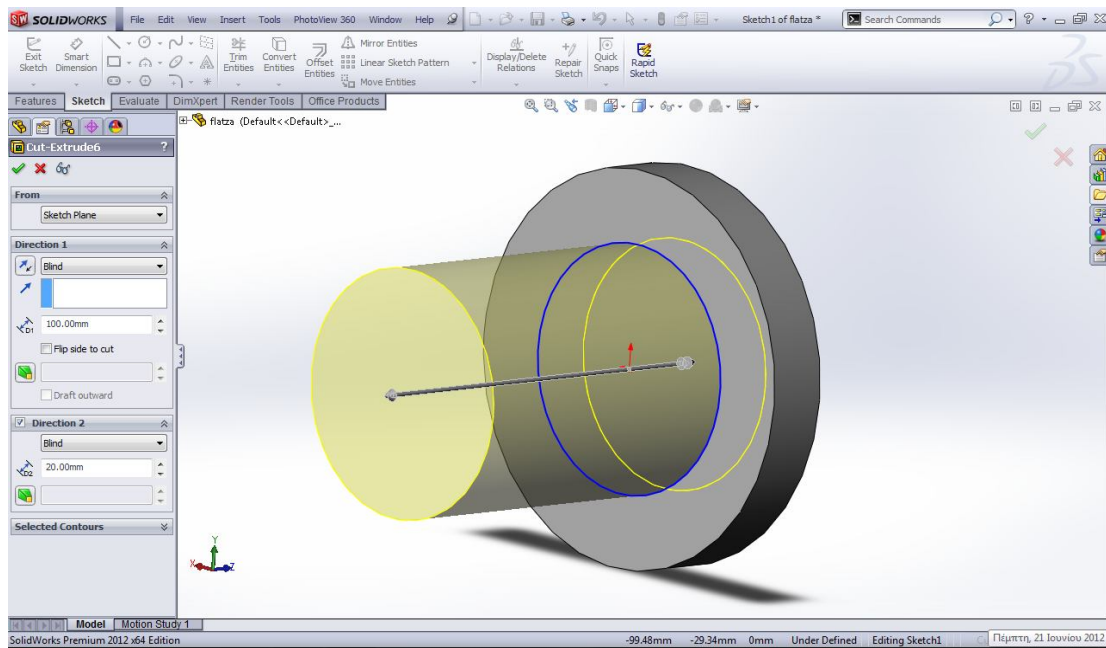 SOLIDWORKS File Edit View Insert Tools PhotoView 360 Window Help Sketch1 of flatza * Search Commands
Exit Sketch
Smart Dimension
Trim Entities
Convert Entities
Offset Entities
Mirror Entities
Linear Sketch Pattern
Move Entities
Display/Delete Relations
Repair Sketch
Quick Snaps
Rapid Sketch
Features Sketch Evaluate DimXpert Render Tools Office Products
flatza (Default<<Default>_...
Cut-Extrude6 ?
From
Sketch Plane
Direction 1
Blind
D1 100.00mm
Flip side to cut
Draft outward
Direction 2
Blind
D2 20.00mm
Selected Contours
Y
X Z
Model Motion Study 1
SolidWorks Premium 2012 x64 Edition -99.48mm -29.34mm 0mm Under Defined Editing Sketch1 Πέμπτη, 21 Ιουνίου 2012